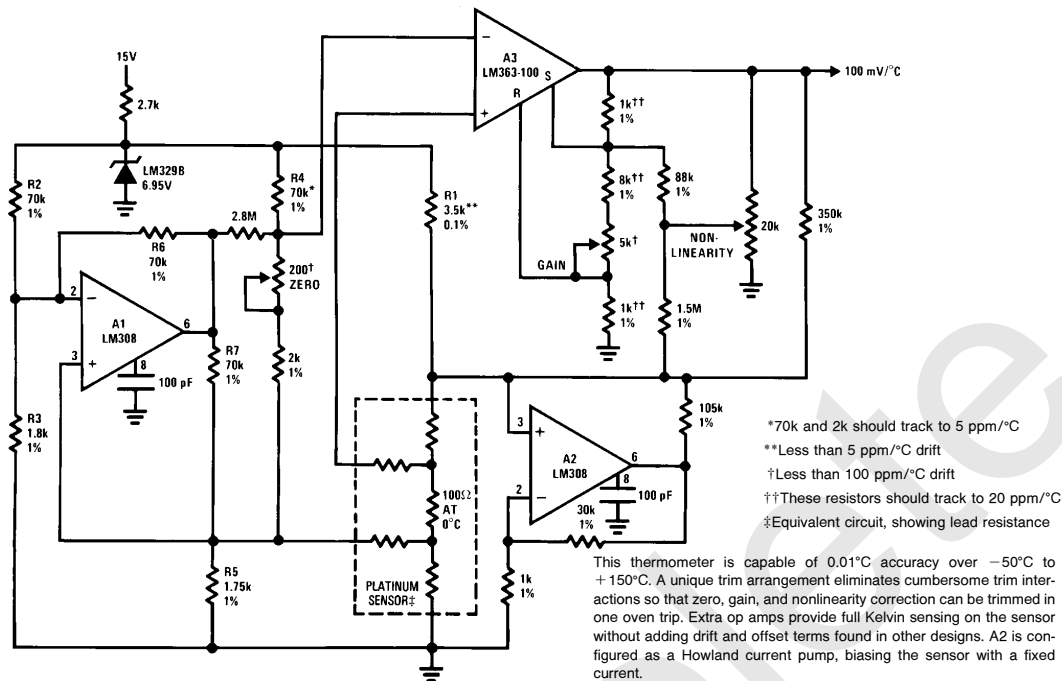 15V
2.7k
LM329B
6.95V
R2
70k
1%
R4
70k*
1%
R1
3.5k**
0.1%
2.8M
R6
70k
1%
200†
ZERO
2
3
6
8
A1
LM308
100 pF
R7
70k
1%
2k
1%
R3
1.8k
1%
R5
1.75k
1%
A3
LM363-100
S
R
100 mV/°C
1k††
1%
8k††
1%
88k
1%
5k†
GAIN
NON-
LINEARITY
20k
350k
1%
1k††
1%
1.5M
1%
100Ω
AT
0°C
PLATINUM
SENSOR‡
3
2
6
8
A2
LM308
100 pF
105k
1%
30k
1%
1k
1%
*70k and 2k should track to 5 ppm/°C
**Less than 5 ppm/°C drift
†Less than 100 ppm/°C drift
††These resistors should track to 20 ppm/°C
‡Equivalent circuit, showing lead resistance
This thermometer is capable of 0.01°C accuracy over −50°C to
+150°C. A unique trim arrangement eliminates cumbersome trim inter-
actions so that zero, gain, and nonlinearity correction can be trimmed in
one oven trip. Extra op amps provide full Kelvin sensing on the sensor
without adding drift and offset terms found in other designs. A2 is con-
figured as a Howland current pump, biasing the sensor with a fixed
current.